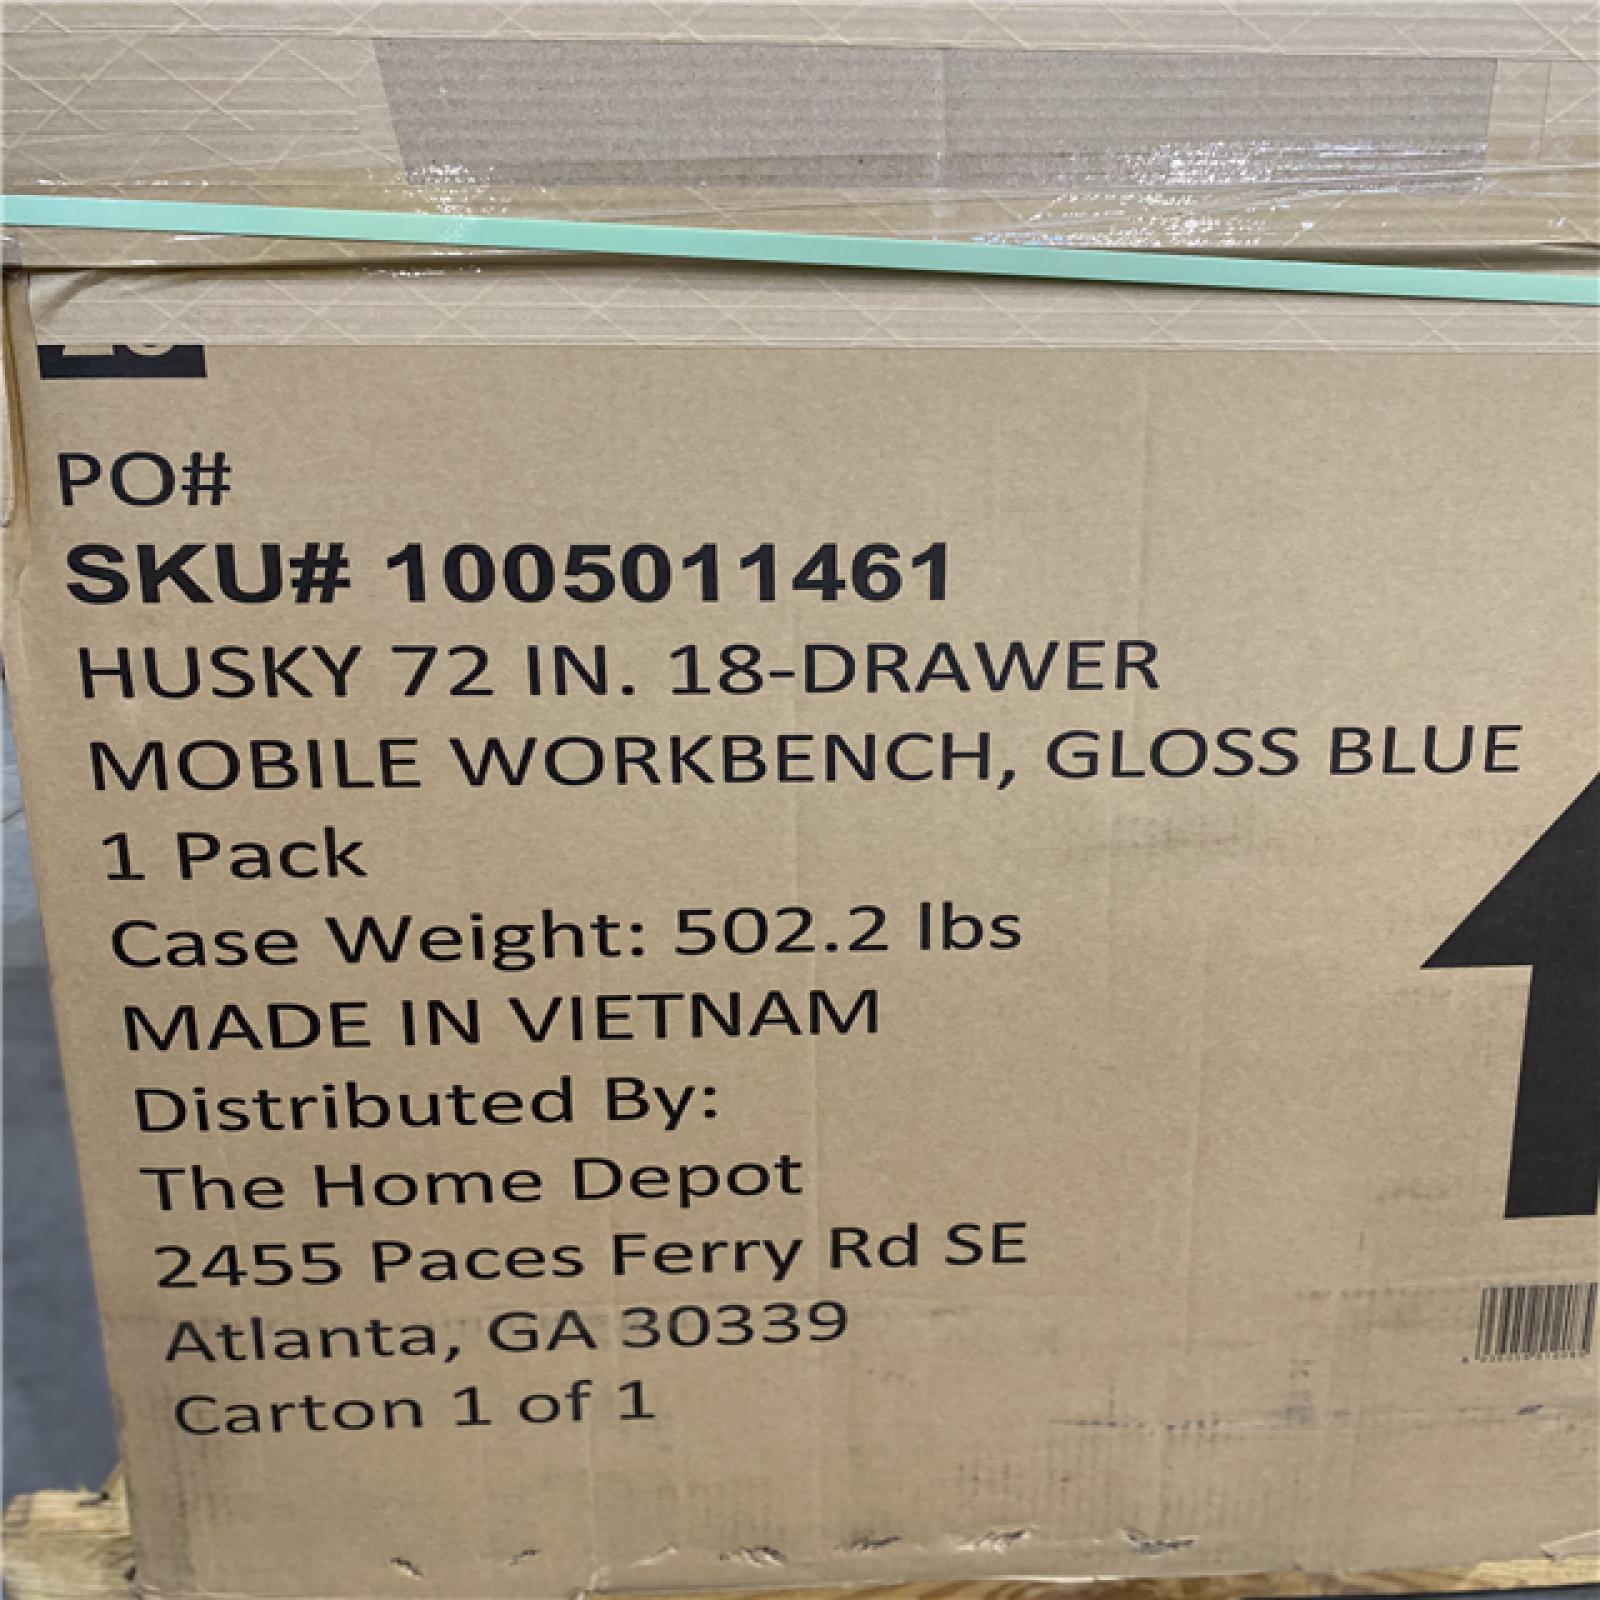 PO#
SKU# 1005011461
HUSKY 72 IN. 18-DRAWER
MOBILE WORKBENCH, GLOSS BLUE
1 Pack
Case Weight: 502.2 lbs
MADE IN VIETNAM
Distributed By:
The Home Depot
2455 Paces Ferry Rd SE
Atlanta, GA 30339
Carton 1 of 1